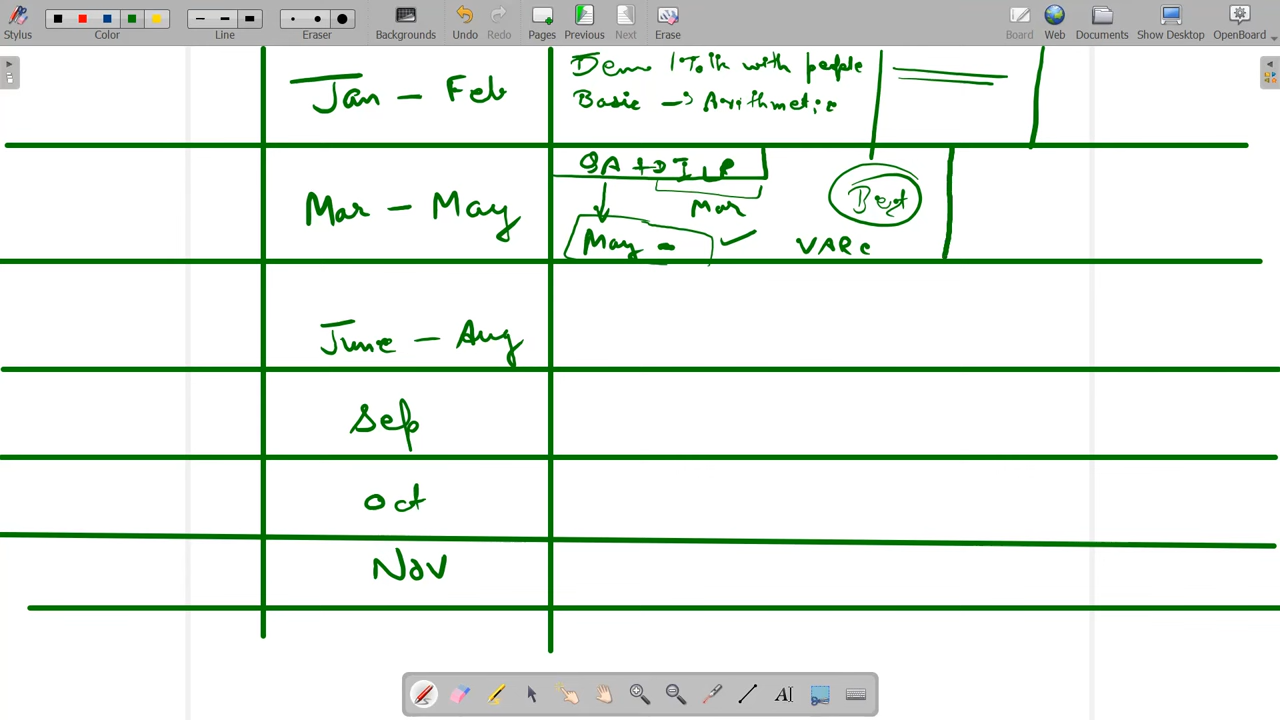 Stylus
Color
Line
Eraser
Backgrounds
Undo
Redo
Pages
Previous
Next
Erase
Board
Web
Documents
Show Desktop
OpenBoard
Jan - Feb
Demo / Talk with people
Basic -> Arithmetic
Mar - May
QA + DILR
Mar
May -
Best
VARC
June - Aug
Sep
Oct
Nov